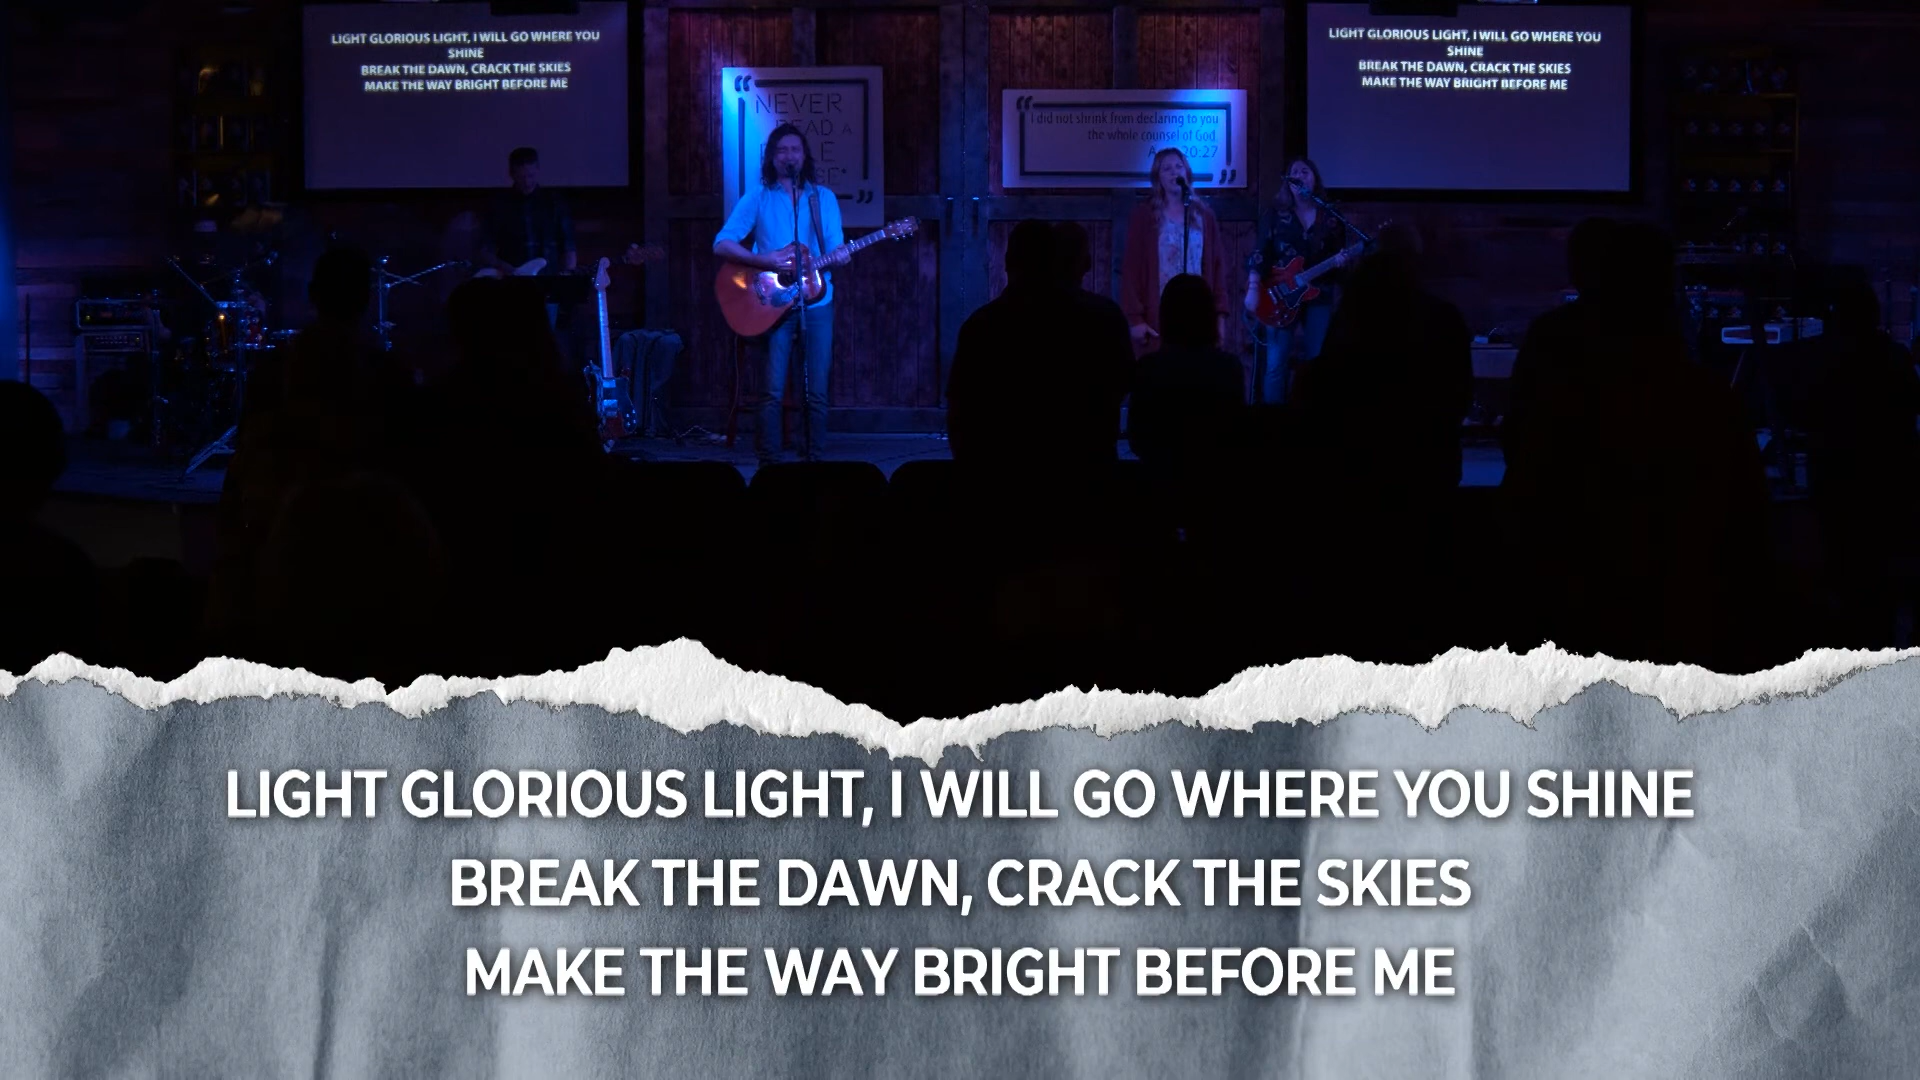 LIGHT GLORIOUS LIGHT, I WILL GO WHERE YOU
SHINE
BREAK THE DAWN, CRACK THE SKIES
MAKE THE WAY BRIGHT BEFORE ME
“ NEVER
READ A
”
“ I did not shrink from declaring to you
the whole counsel of God.
20:27 ”
LIGHT GLORIOUS LIGHT, I WILL GO WHERE YOU
SHINE
BREAK THE DAWN, CRACK THE SKIES
MAKE THE WAY BRIGHT BEFORE ME
LIGHT GLORIOUS LIGHT, I WILL GO WHERE YOU SHINE
BREAK THE DAWN, CRACK THE SKIES
MAKE THE WAY BRIGHT BEFORE ME